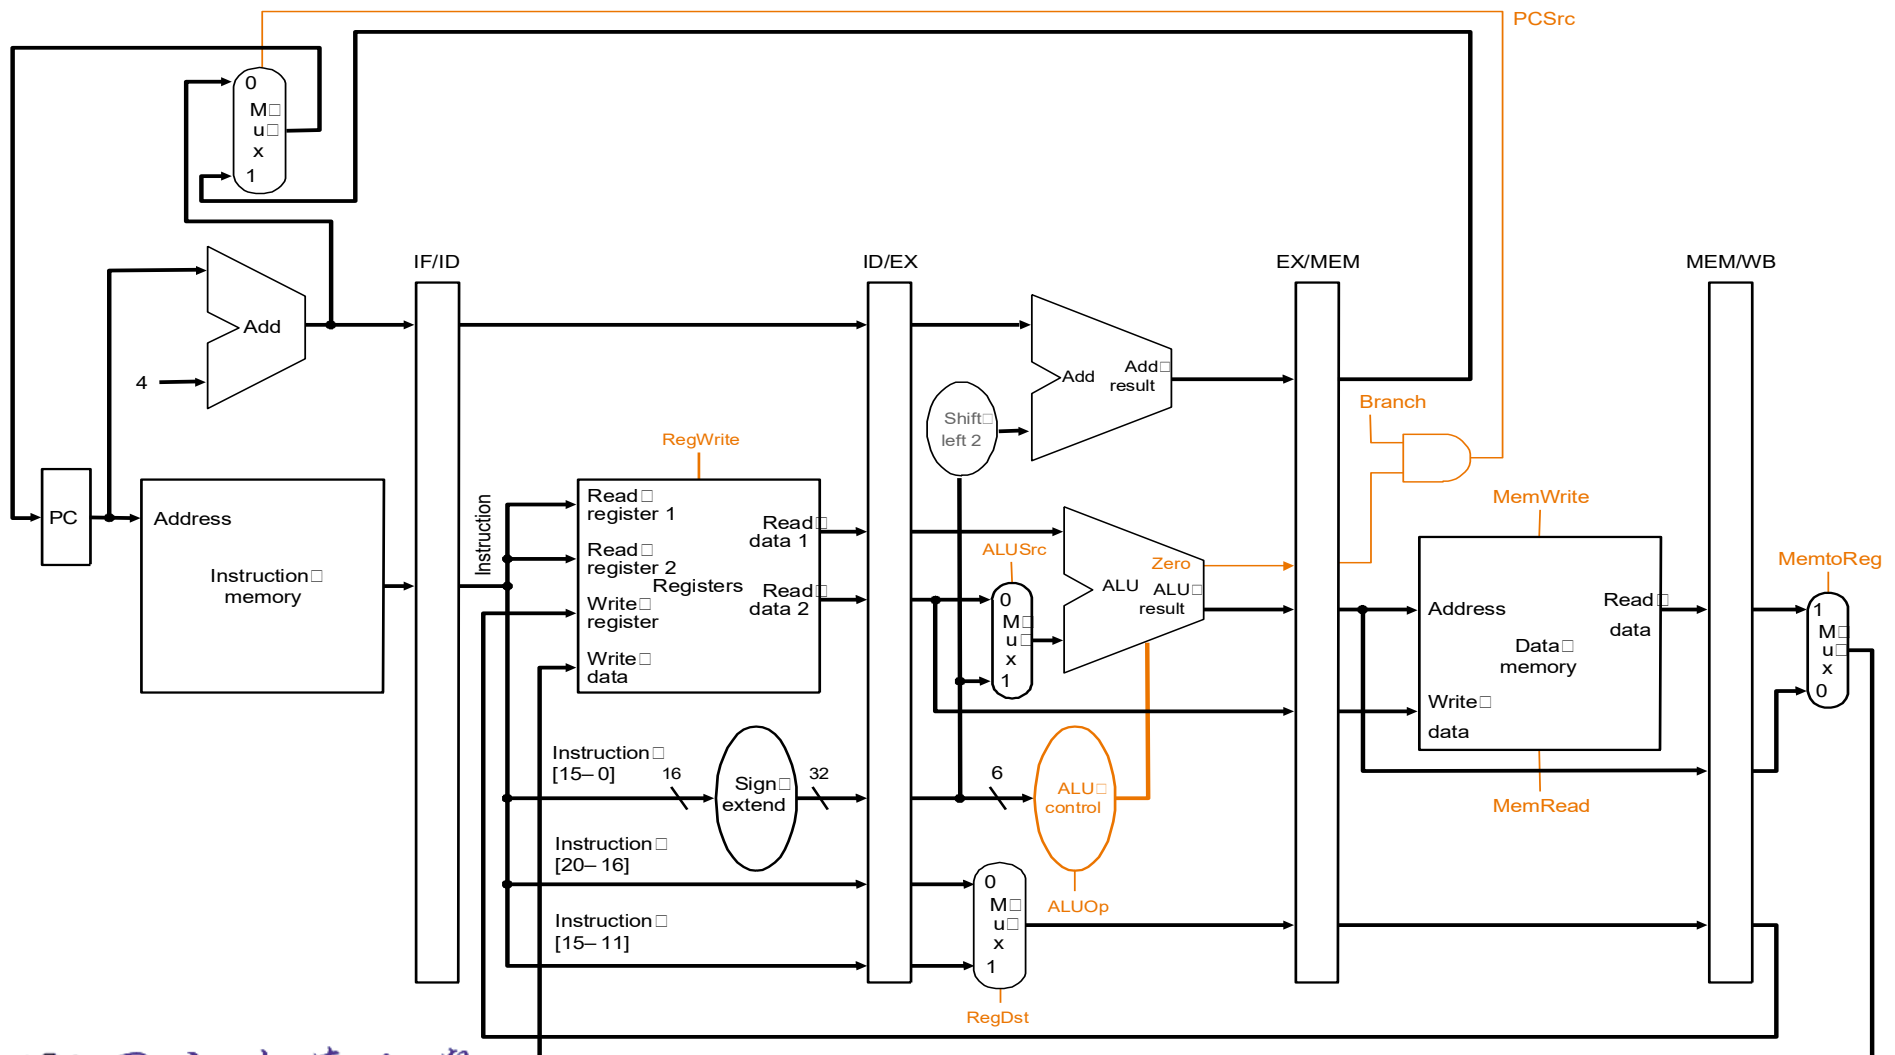 PCSrc
0
Mu
x
1
IF/ID
ID/EX
EX/MEM
MEM/WB
Add
4
Add
Add
result
Shift
left 2
Branch
RegWrite
PC
Address
Instruction
memory
Instruction
Read
register 1
Read
register 2
Write
register
Write
data
Registers
Read
data 1
Read
data 2
ALUSrc
0
M
u
x
1
Zero
ALU
ALU
result
MemWrite
Address
Read
data
Data
memory
Write
data
MemRead
MemtoReg
1
M
u
x
0
Instruction
[15–0]
16
Sign
extend
32
6
ALU
control
ALUOp
Instruction
[20–16]
Instruction
[15–11]
0
M
u
x
1
RegDst